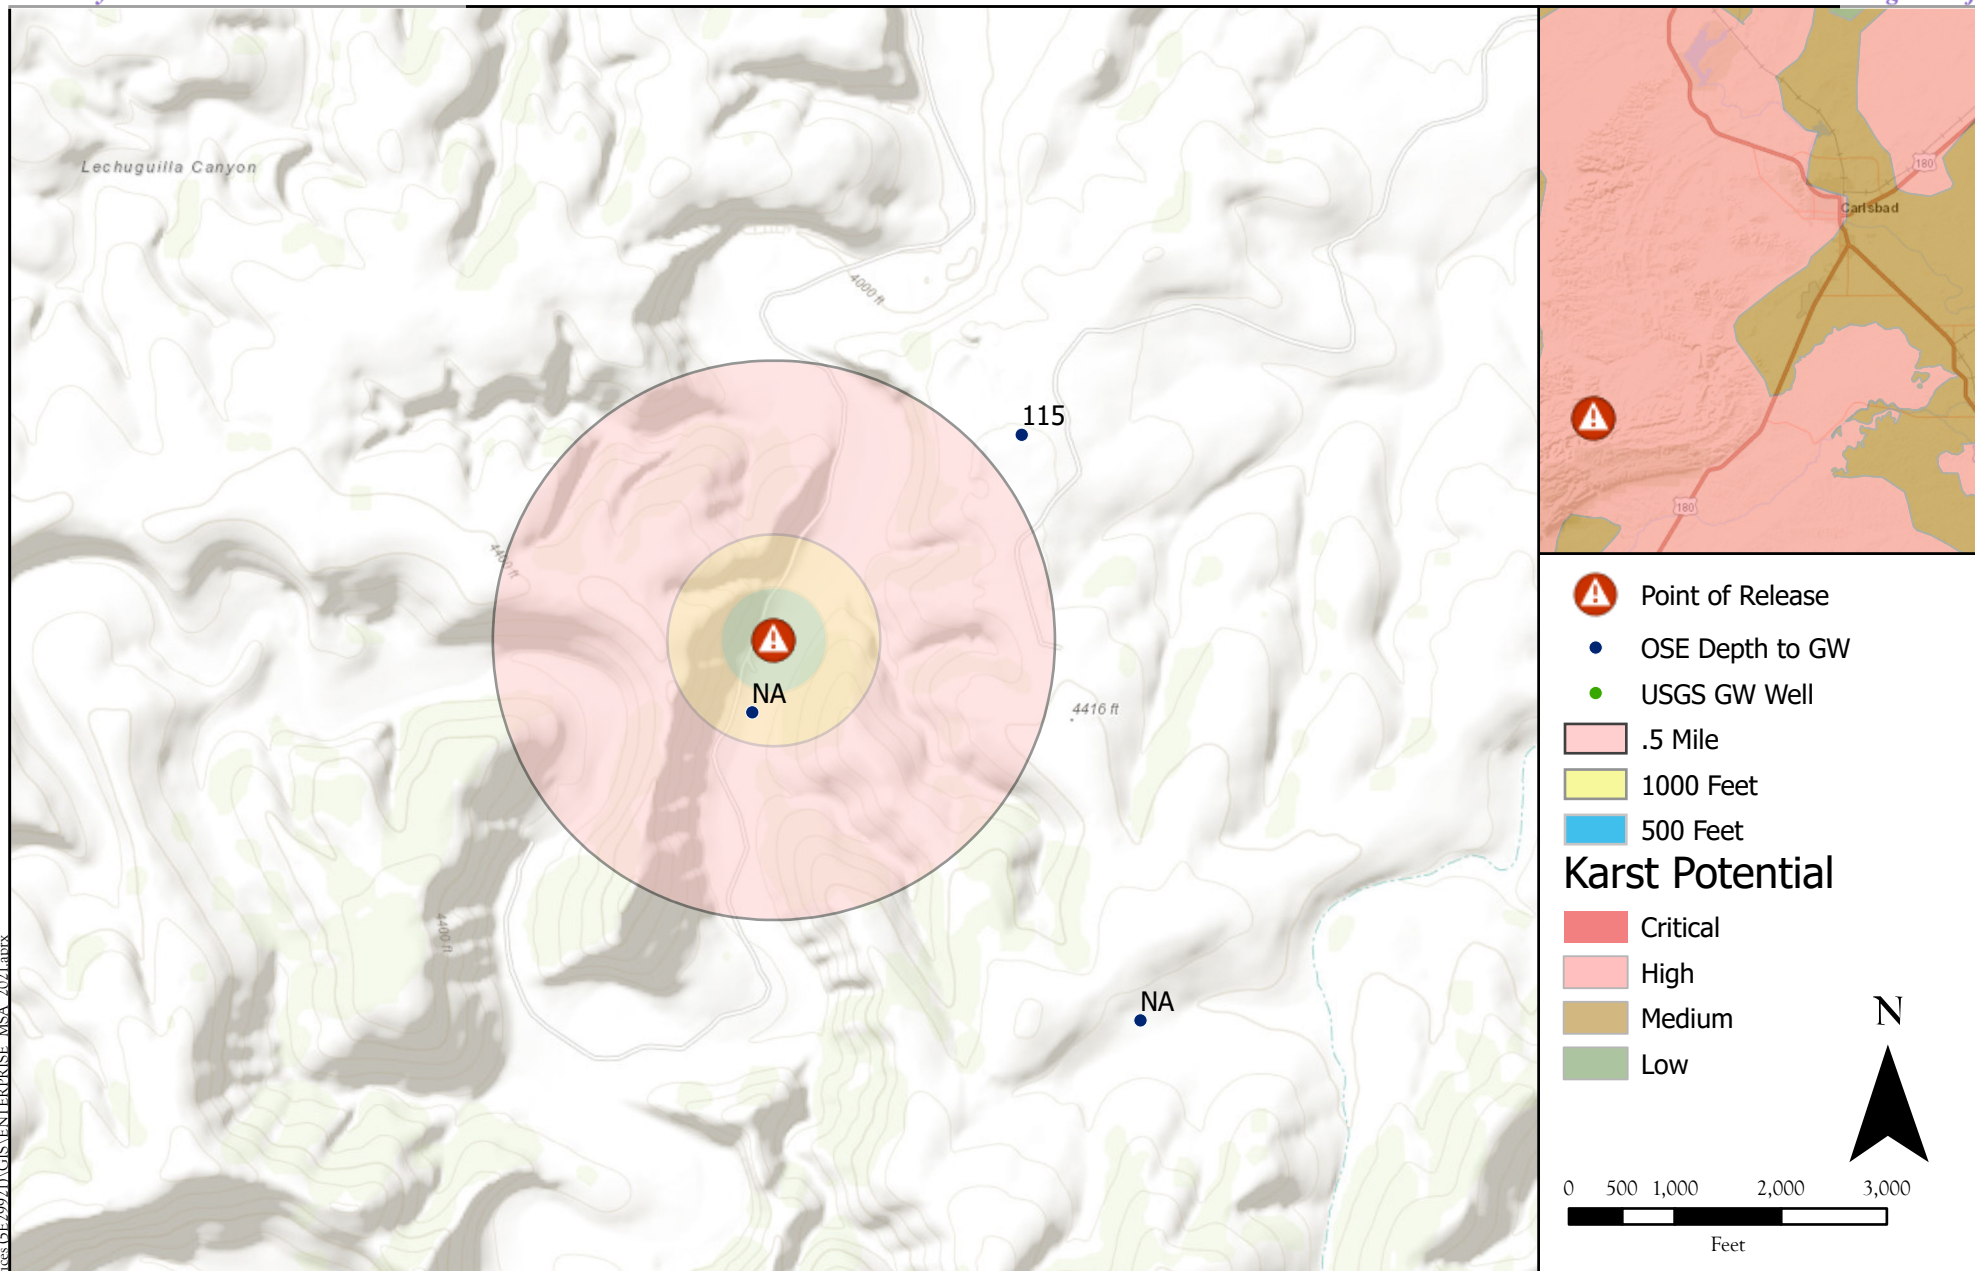 Lechuguilla Canyon
4000 ft
115
4400 ft
NA
4416 ft
4400 ft
NA
180
Carlsbad
180
Point of Release
OSE Depth to GW
USGS GW Well
.5 Mile
1000 Feet
500 Feet
Karst Potential
Critical
High
Medium
Low
N
0 500 1,000 2,000 3,000
Feet